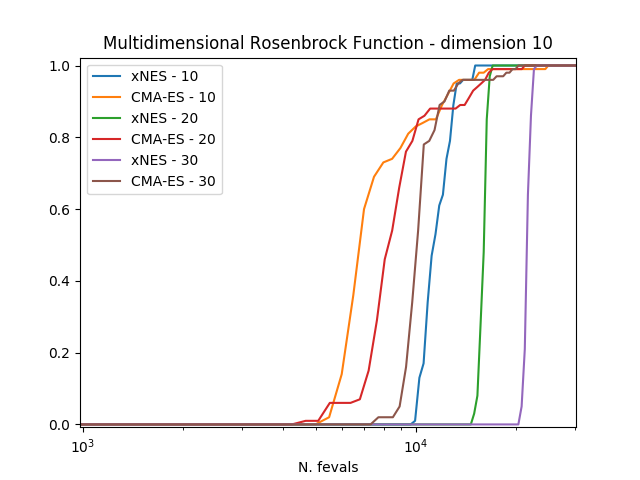 Multidimensional Rosenbrock Function - dimension 10
1.0
0.8
0.6
0.4
0.2
0.0
xNES - 10
CMA-ES - 10
xNES - 20
CMA-ES - 20
xNES - 30
CMA-ES - 30
10³
10⁴
N. fevals